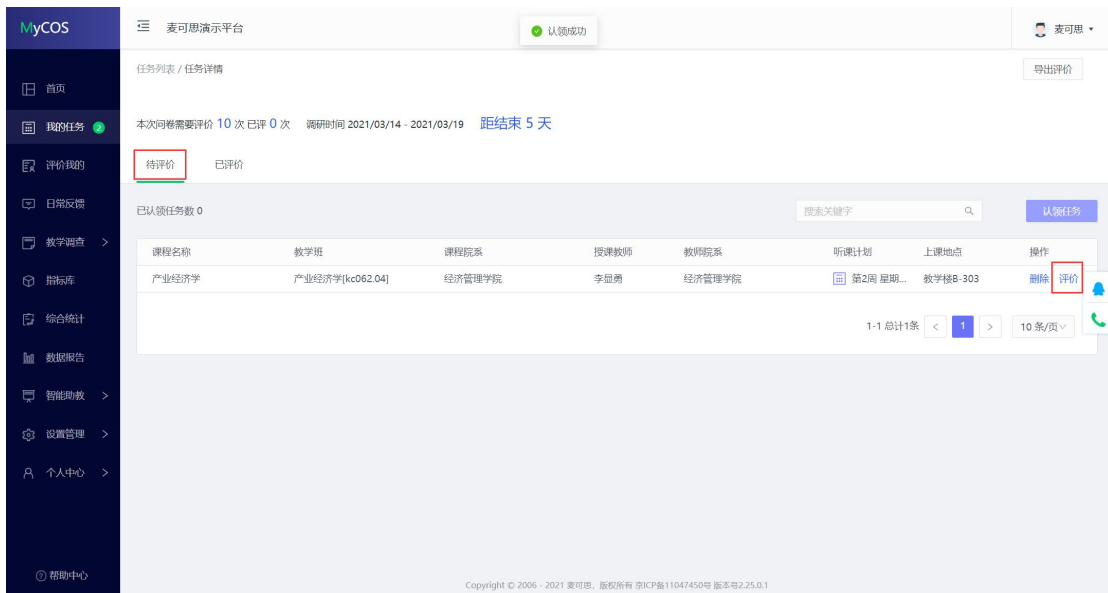 MyCOS
麦可思演示平台
认领成功
麦可思
任务列表 / 任务详情
导出评价
首页
我的任务 2
评价我的
日常反馈
教学调查
指标库
综合统计
数据报告
智能助教
设置管理
个人中心
帮助中心
本次问卷需要评价 10 次 已评 0 次 调研时间 2021/03/14 - 2021/03/19 距结束 5 天
待评价 已评价
已认领任务数 0
搜索关键字
认领任务
课程名称 教学班 课程院系 授课教师 教师院系 听课计划 上课地点 操作
产业经济学 产业经济学[kc062.04] 经济管理学院 李显勇 经济管理学院 第2周 星期... 教学楼B-303 删除 评价
1-1 总计1条 < 1 > 10 条/页
Copyright © 2006 - 2021 麦可思，版权所有 京ICP备11047450号 版本号2.25.0.1